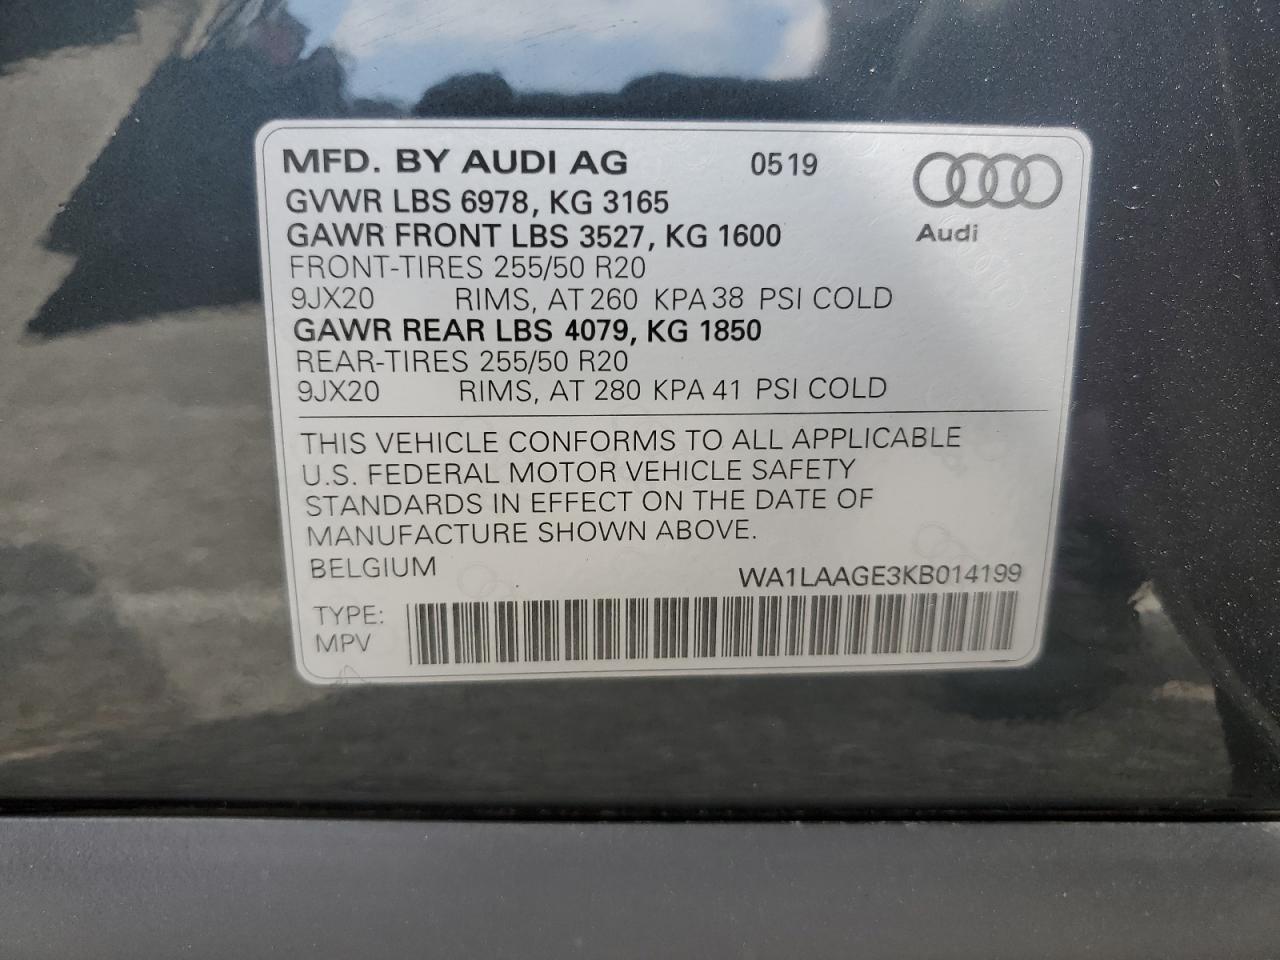 MFD. BY AUDI AG 0519
GVWR LBS 6978, KG 3165
GAWR FRONT LBS 3527, KG 1600
Audi
FRONT-TIRES 255/50 R20
9JX20 RIMS, AT 260 KPA 38 PSI COLD
GAWR REAR LBS 4079, KG 1850
REAR-TIRES 255/50 R20
9JX20 RIMS, AT 280 KPA 41 PSI COLD
THIS VEHICLE CONFORMS TO ALL APPLICABLE
U.S. FEDERAL MOTOR VEHICLE SAFETY
STANDARDS IN EFFECT ON THE DATE OF
MANUFACTURE SHOWN ABOVE.
BELGIUM
WA1LAAGE3KB014199
TYPE:
MPV